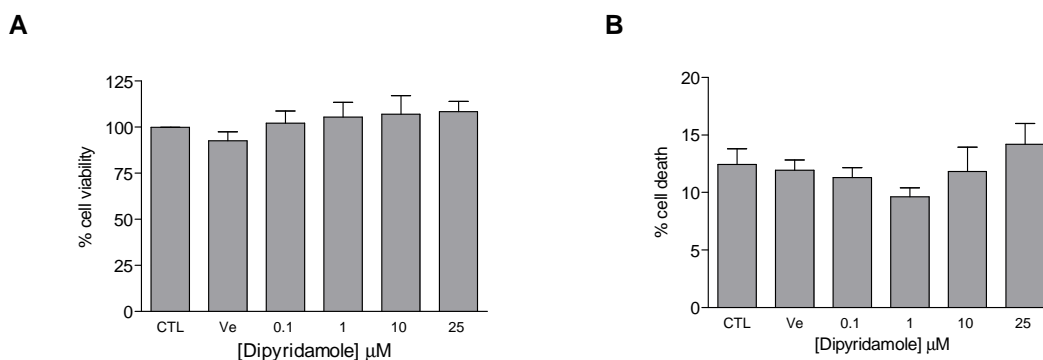 A
% cell viability
125
100
75
50
25
0
CTL Ve 0.1 1 10 25
[Dipyridamole] μM
B
% cell death
20
15
10
5
0
CTL Ve 0.1 1 10 25
[Dipyridamole] μM